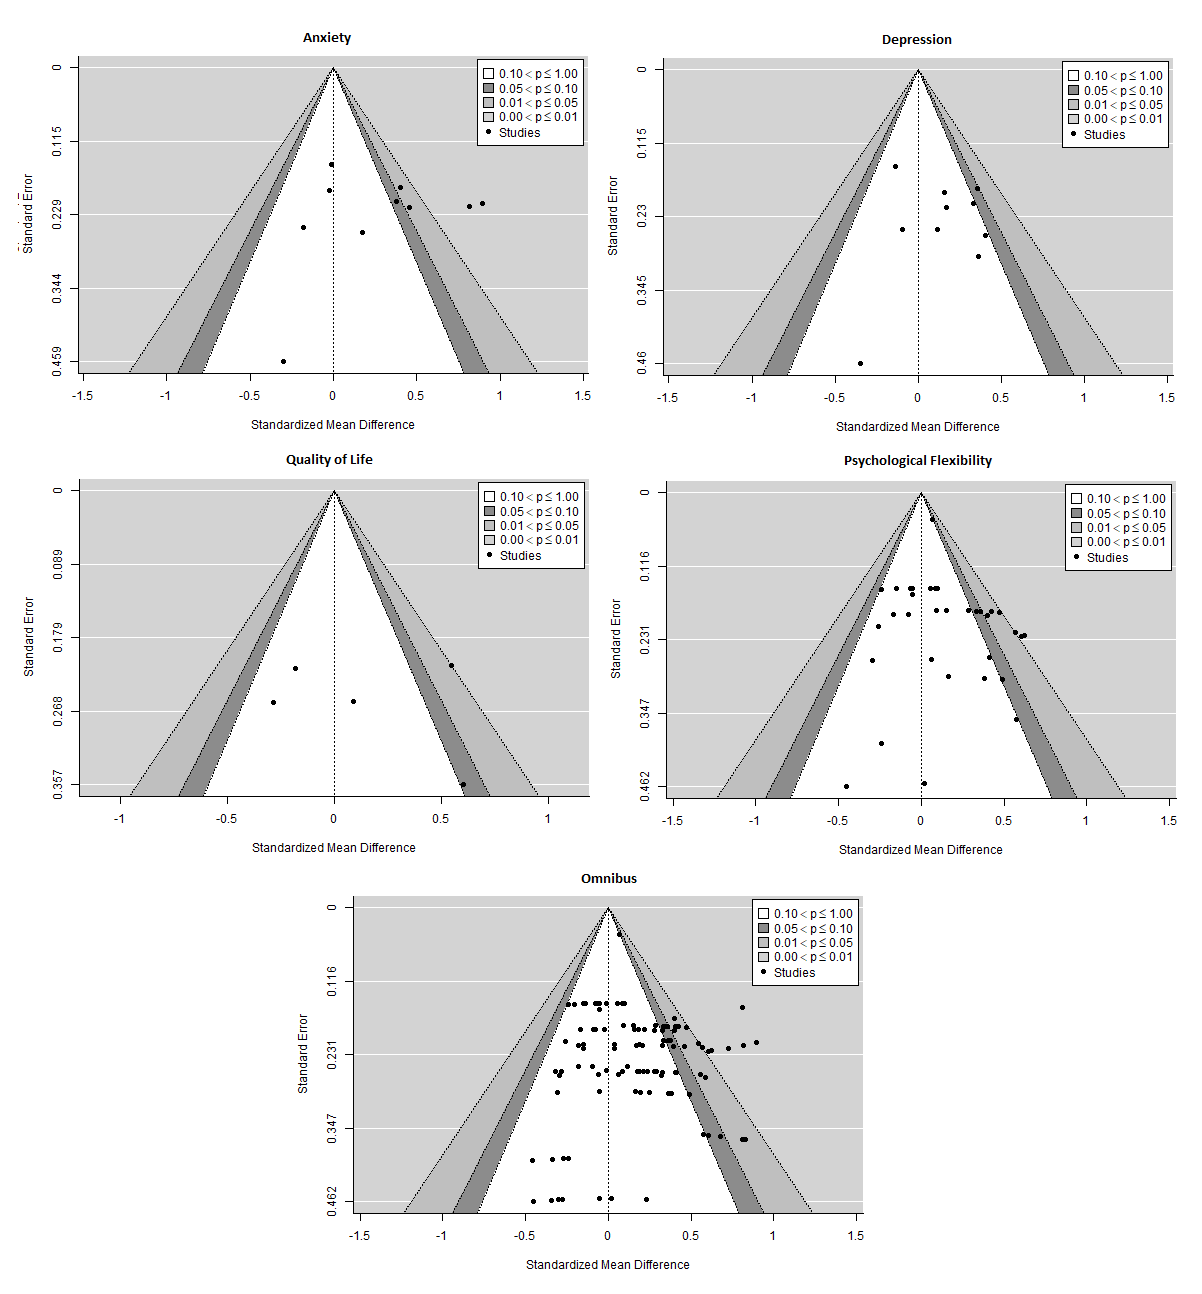 Anxiety
0.10 < p ≤ 1.00
0.05 < p ≤ 0.10
0.01 < p ≤ 0.05
0.00 < p ≤ 0.01
Studies
Standard Error
0
0.115
0.229
0.344
0.459
-1.5 -1 -0.5 0 0.5 1 1.5
Standardized Mean Difference
Depression
0.10 < p ≤ 1.00
0.05 < p ≤ 0.10
0.01 < p ≤ 0.05
0.00 < p ≤ 0.01
Studies
Standard Error
0
0.115
0.23
0.345
0.46
-1.5 -1 -0.5 0 0.5 1 1.5
Standardized Mean Difference
Quality of Life
0.10 < p ≤ 1.00
0.05 < p ≤ 0.10
0.01 < p ≤ 0.05
0.00 < p ≤ 0.01
Studies
Standard Error
0
0.089
0.179
0.268
0.357
-1 -0.5 0 0.5 1
Standardized Mean Difference
Psychological Flexibility
0.10 < p ≤ 1.00
0.05 < p ≤ 0.10
0.01 < p ≤ 0.05
0.00 < p ≤ 0.01
Studies
Standard Error
0
0.116
0.231
0.347
0.462
-1.5 -1 -0.5 0 0.5 1 1.5
Standardized Mean Difference
Omnibus
0.10 < p ≤ 1.00
0.05 < p ≤ 0.10
0.01 < p ≤ 0.05
0.00 < p ≤ 0.01
Studies
Standard Error
0
0.116
0.231
0.347
0.462
-1.5 -1 -0.5 0 0.5 1 1.5
Standardized Mean Difference